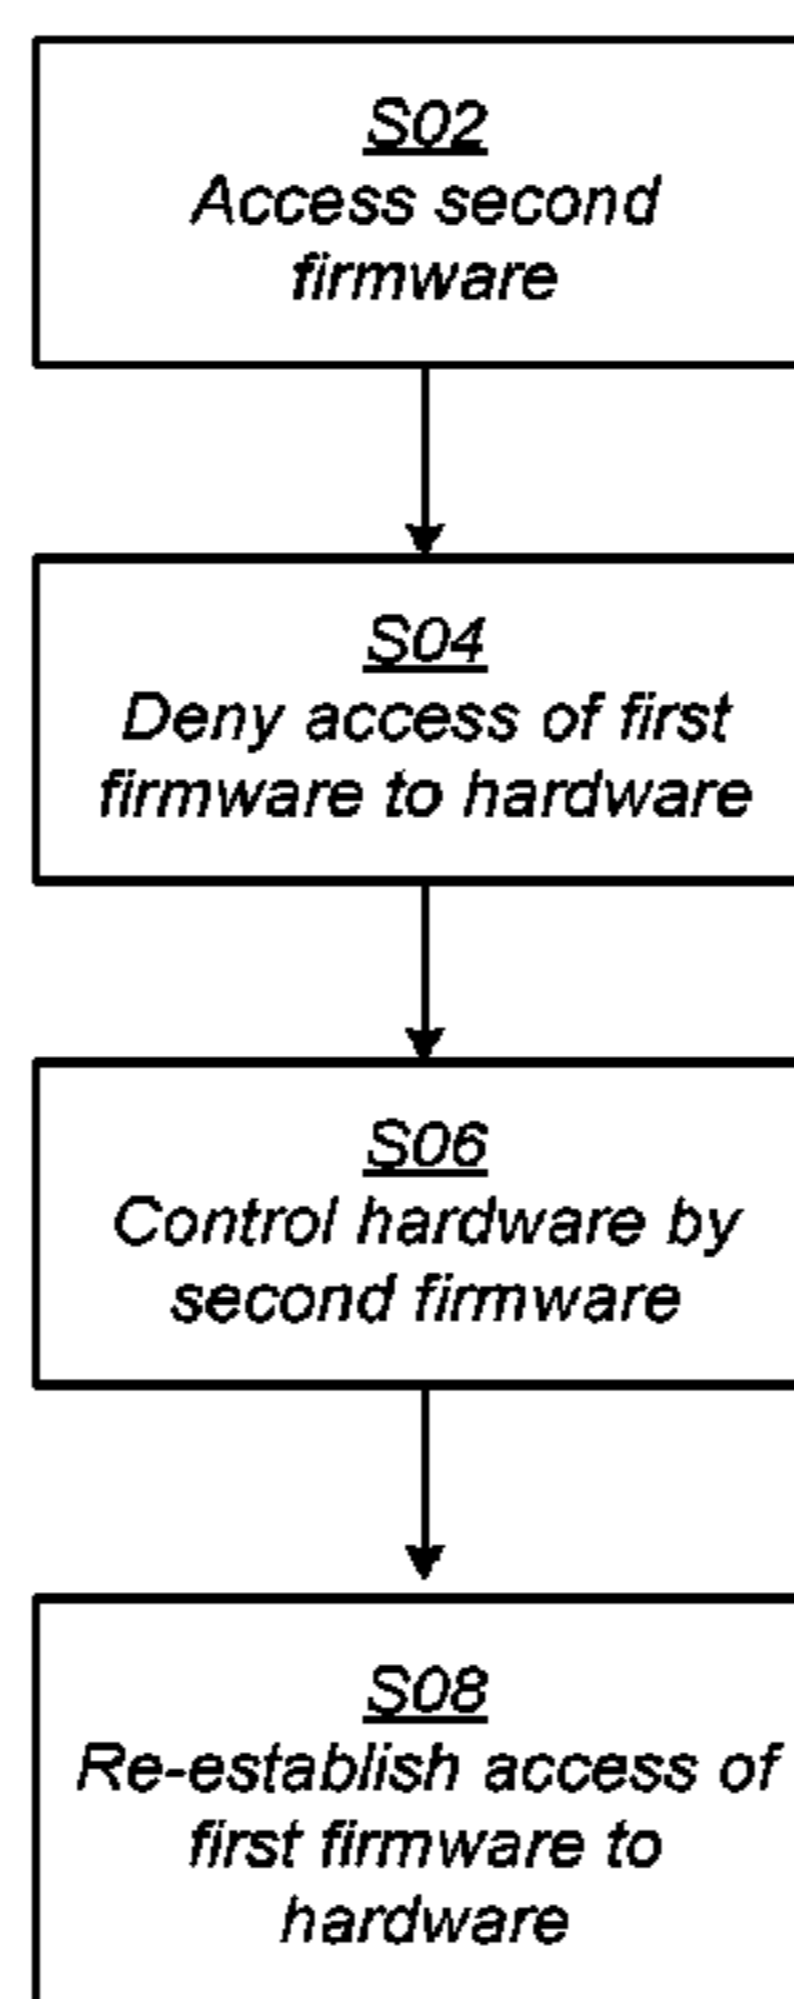 S02
Access second
firmware
S04
Deny access of first
firmware to hardware
S06
Control hardware by
second firmware
S08
Re-establish access of
first firmware to
hardware